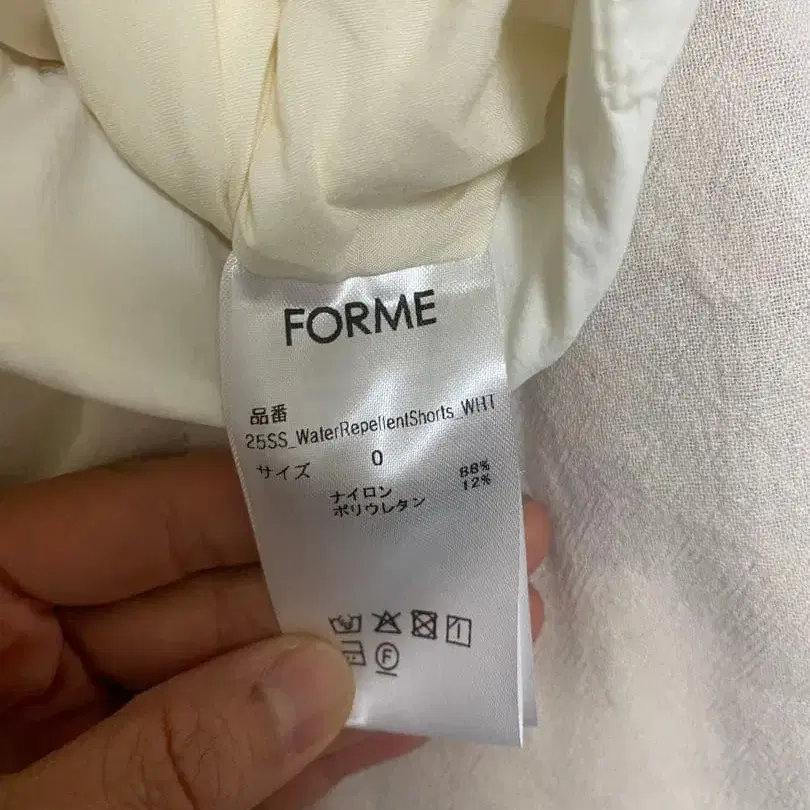 FORME
品番
25SS_WaterRepellentShorts_WHT
サイズ 0
ナイロン 88%
ポリウレタン 12%
F